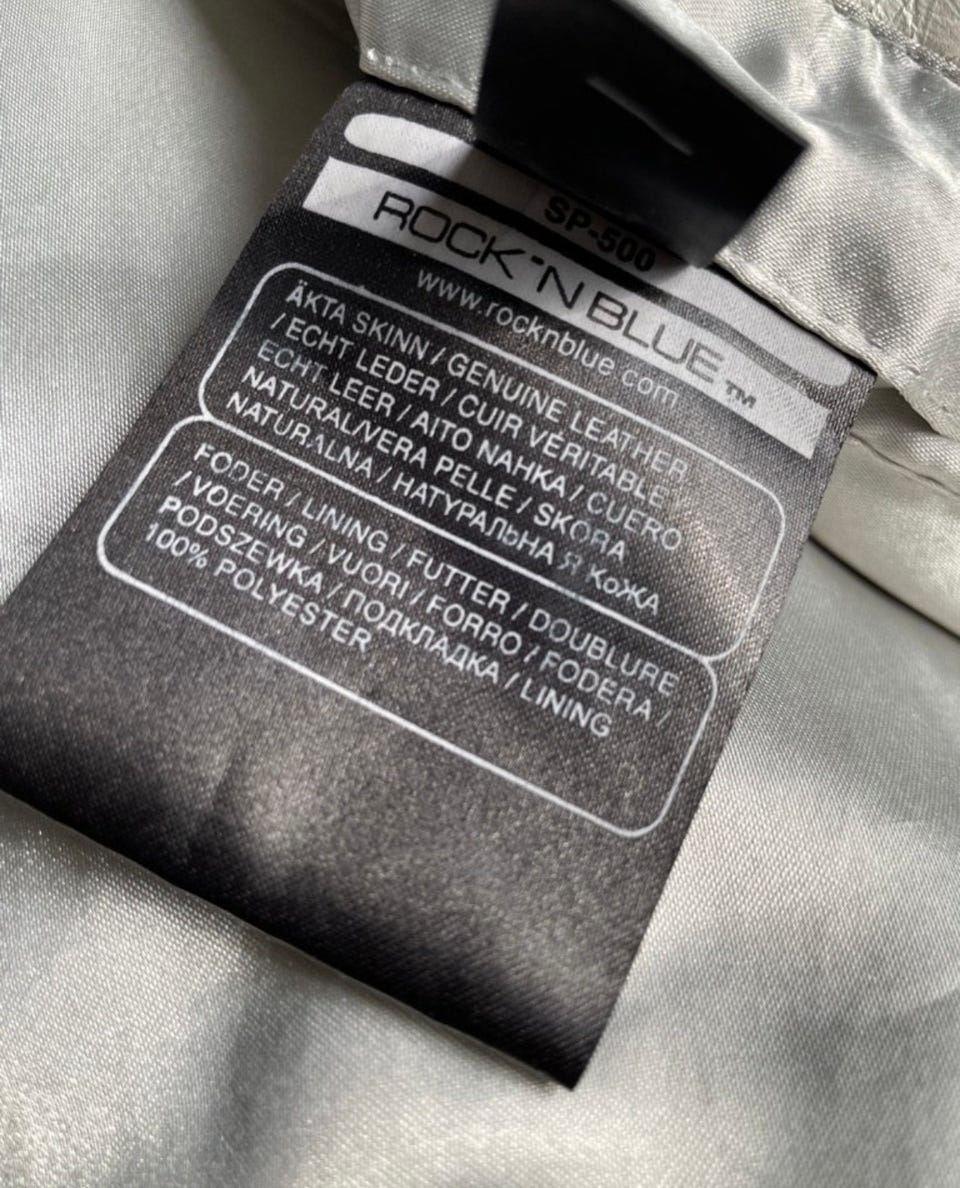 SP-500
ROCK'N BLUE™
www.rocknblue.com
ÄKTA SKINN / GENUINE LEATHER
/ ECHT LEDER / CUIR VÉRITABLE
ECHT LEER / AITO NAHKA / CUERO
NATURAL/VERA PELLE / SKÓRA
NATURALNA / НАТУРАЛЬНА Я КоЖА
FODER / LINING / FUTTER / DOUBLURE
/ VOERING / VUORI / FORRO / FODERA /
PODSZEWKA / ПОДКЛАДКА / LINING
100% POLYESTER